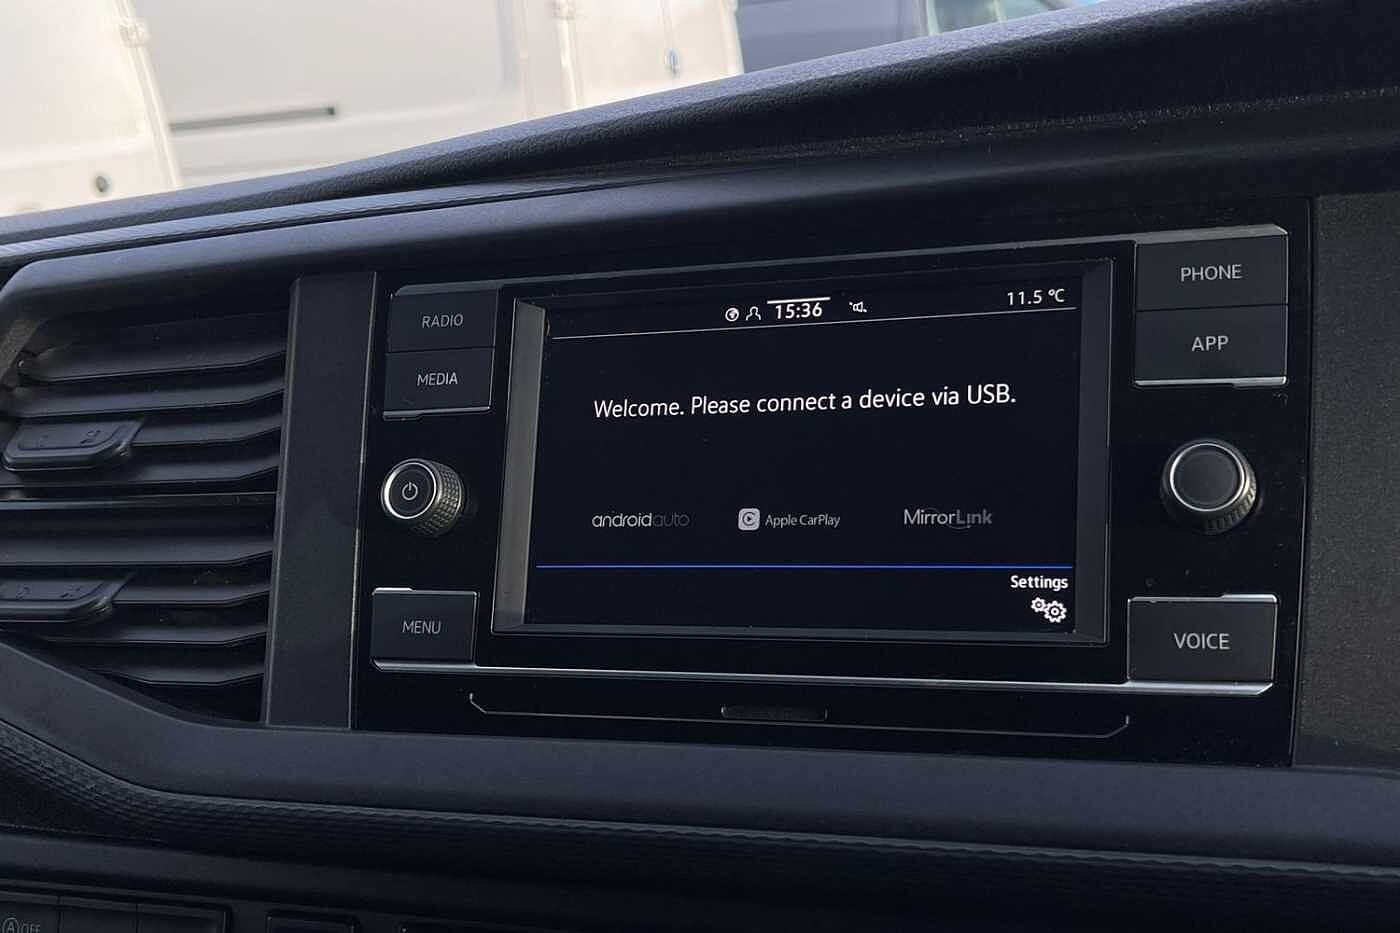 RADIO
MEDIA
MENU
15:36
11.5 °C
Welcome. Please connect a device via USB.
androidauto
Apple CarPlay
MirrorLink
Settings
PHONE
APP
VOICE
A OFF